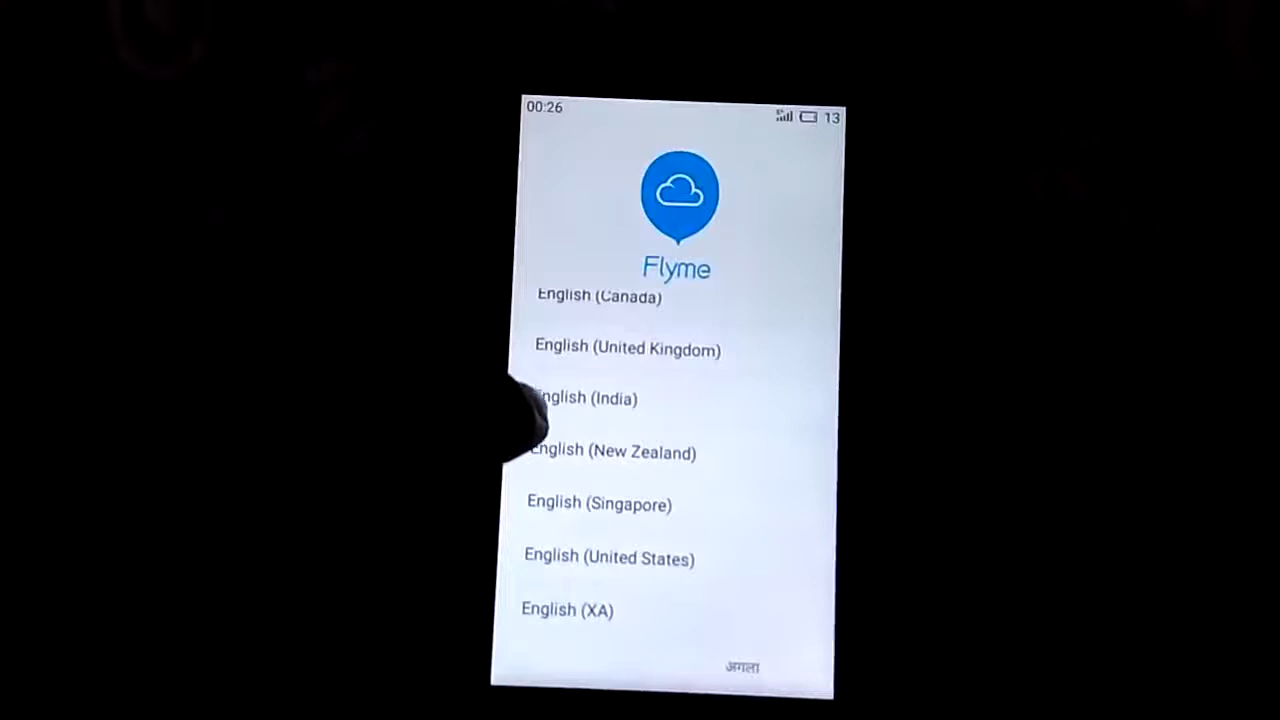 00:26
13
Flyme
English (Canada)
English (United Kingdom)
English (India)
English (New Zealand)
English (Singapore)
English (United States)
English (XA)
अगला